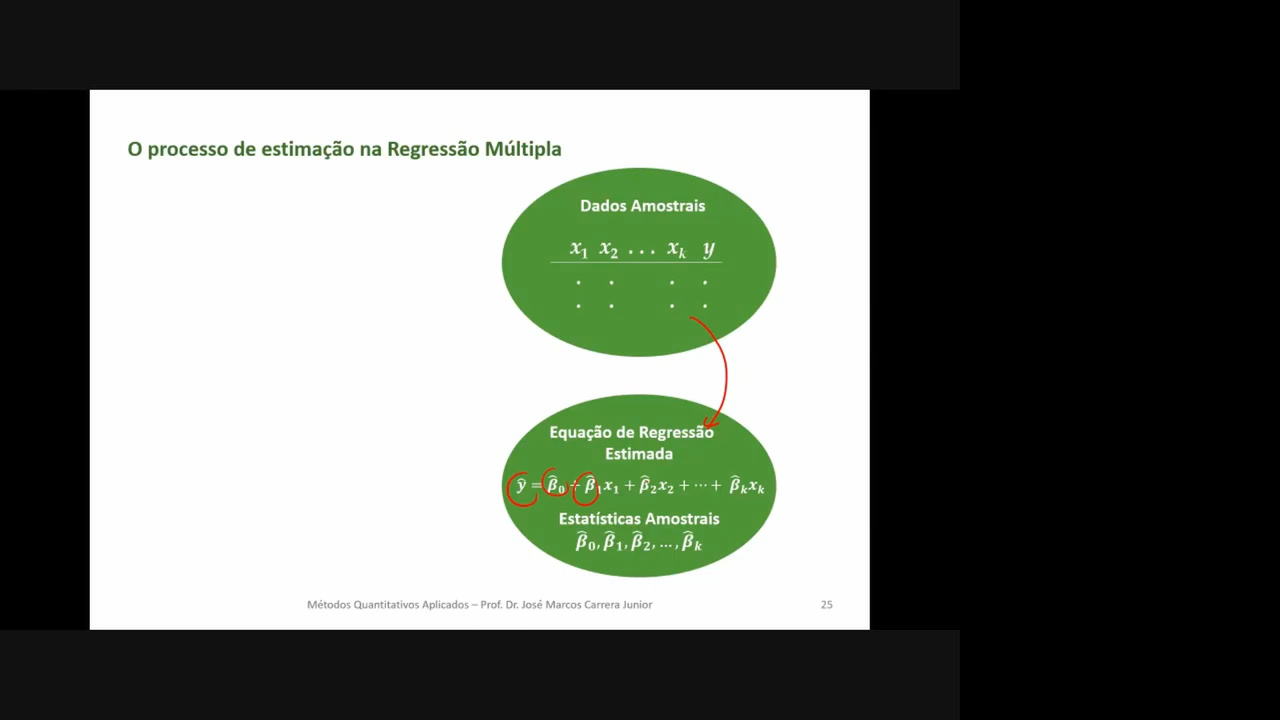 O processo de estimação na Regressão Múltipla
Dados Amostrais
x₁ x₂ . . . xₖ y
. . . .
. . . .
Equação de Regressão
Estimada
ŷ = β̂₀ + β̂₁x₁ + β̂₂x₂ + ⋯ + β̂ₖxₖ
Estatísticas Amostrais
β̂₀, β̂₁, β̂₂, …, β̂ₖ
Métodos Quantitativos Aplicados – Prof. Dr. José Marcos Carrera Junior
25